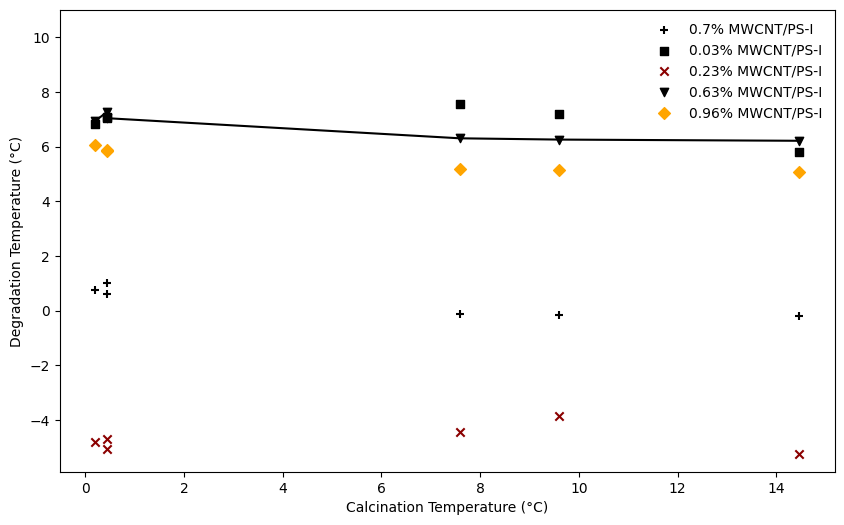 10
8
6
4
2
0
−2
−4
0 2 4 6 8 10 12 14
Degradation Temperature (°C)
Calcination Temperature (°C)
0.7% MWCNT/PS-I
0.03% MWCNT/PS-I
0.23% MWCNT/PS-I
0.63% MWCNT/PS-I
0.96% MWCNT/PS-I